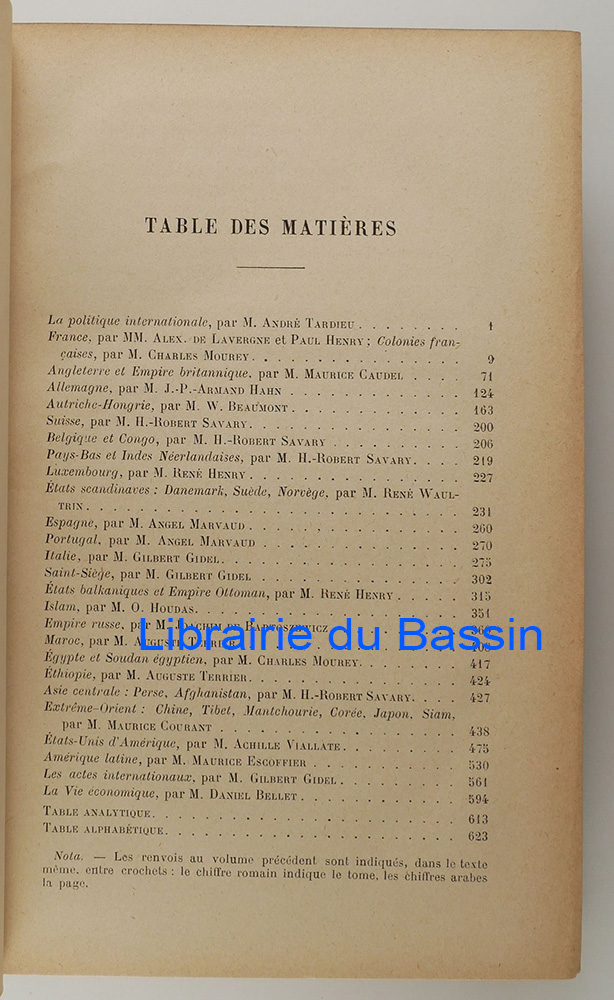 TABLE DES MATIÈRES
La politique internationale, par M. ANDRÉ TARDIEU . . . . . . . . 1
France, par MM. ALEX. DE LAVERGNE et PAUL HENRY ; Colonies fran-
çaises, par M. CHARLES MOUREY. . . . . . . . . . . . . . . 9
Angleterre et Empire britannique, par M. MAURICE CAUDEL . . . . 71
Allemagne, par M. J.-P.-ARMAND HAHN . . . . . . . . . . . . 124
Autriche-Hongrie, par M. W. BEAUMONT . . . . . . . . . . . . 163
Suisse, par M. H.-ROBERT SAVARY. . . . . . . . . . . . . . . 200
Belgique et Congo, par M. H.-ROBERT SAVARY . . . . . . . . . 206
Pays-Bas et Indes Néerlandaises, par M. H.-ROBERT SAVARY. . . . 219
Luxembourg, par M. RENÉ HENRY. . . . . . . . . . . . . . . 227
États scandinaves : Danemark, Suède, Norvège, par M. RENÉ WAUL-
TRIN. . . . . . . . . . . . . . . . . . . . . . . . . . 231
Espagne, par M. ANGEL MARVAUD . . . . . . . . . . . . . . . 260
Portugal, par M. ANGEL MARVAUD . . . . . . . . . . . . . . 270
Italie, par M. GILBERT GIDEL. . . . . . . . . . . . . . . . 275
Saint-Siège, par M. GILBERT GIDEL . . . . . . . . . . . . . . 302
États balkaniques et Empire Ottoman, par M. RENÉ HENRY . . . . 315
Islam, par M. O. HOUDAS. . . . . . . . . . . . . . . . . . 351
Empire russe, par M. JOACHIM DE BARTOSZEWICZ
Maroc, par M. AUGUSTE TERRIER
Librairie du Bassin
Égypte et Soudan égyptien, par M. CHARLES MOUREY. . . . . . . 417
Éthiopie, par M. AUGUSTE TERRIER . . . . . . . . . . . . . . 424
Asie centrale : Perse, Afghanistan, par M. H.-ROBERT SAVARY. . . . 427
Extrême-Orient : Chine, Tibet, Mantchourie, Corée, Japon, Siam,
par M. MAURICE COURANT . . . . . . . . . . . . . . . . . 438
États-Unis d'Amérique, par M. ACHILLE VIALLATE. . . . . . . . 475
Amérique latine, par M. MAURICE ESCOFFIER . . . . . . . . . . 530
Les actes internationaux, par M. GILBERT GIDEL . . . . . . . . 561
La Vie économique, par M. DANIEL BELLET . . . . . . . . . . . 594
TABLE ANALYTIQUE. . . . . . . . . . . . . . . . . . . . . . 613
TABLE ALPHABÉTIQUE. . . . . . . . . . . . . . . . . . . . . 623
Nota. — Les renvois au volume précédent sont indiqués, dans le texte
même, entre crochets : le chiffre romain indique le tome, les chiffres arabes
la page.